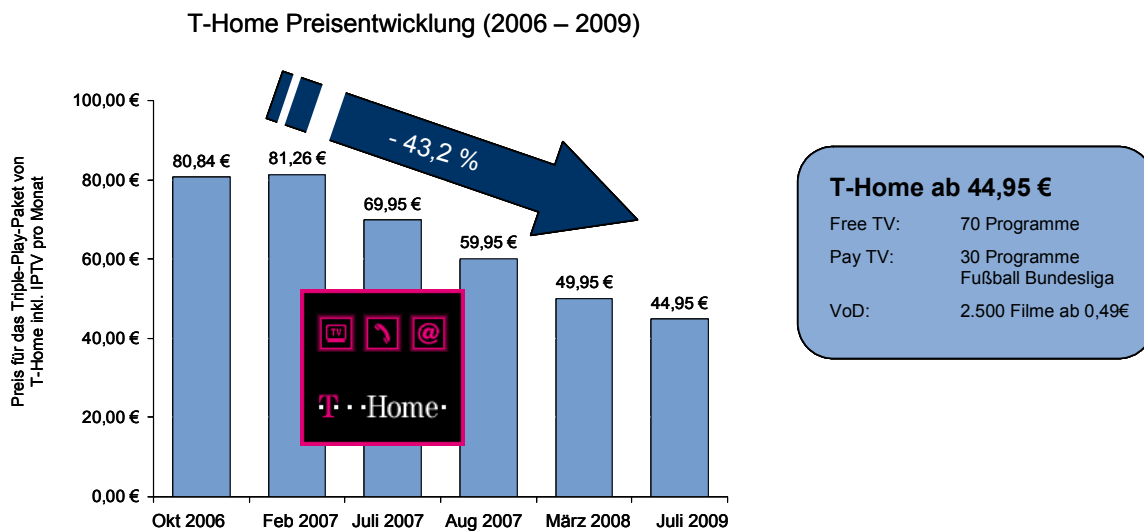 T-Home Preisentwicklung (2006 – 2009)
Preis für das Triple-Play-Paket von
T-Home inkl. IPTV pro Monat
100,00 €
80,00 €
60,00 €
40,00 €
20,00 €
0,00 €
- 43,2 %
80,84 €
81,26 €
69,95 €
59,95 €
49,95 €
44,95 €
TV
@
T···Home·
Okt 2006
Feb 2007
Juli 2007
Aug 2007
März 2008
Juli 2009
T-Home ab 44,95 €
Free TV: 70 Programme
Pay TV: 30 Programme
Fußball Bundesliga
VoD: 2.500 Filme ab 0,49€